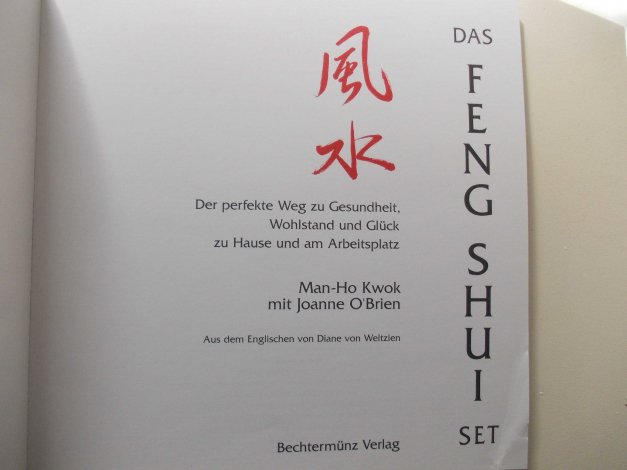 風
水
DAS
FENG SHUI
SET
Der perfekte Weg zu Gesundheit,
Wohlstand und Glück
zu Hause und am Arbeitsplatz
Man-Ho Kwok
mit Joanne O'Brien
Aus dem Englischen von Diane von Weltzien
Bechtermünz Verlag